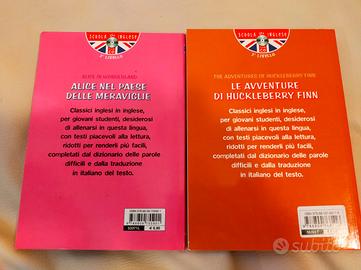 SCUOLA DI INGLESE
1° LIVELLO
ALICE IN WONDERLAND
ALICE NEL PAESE
DELLE MERAVIGLIE
Classici inglesi in inglese,
per giovani studenti, desiderosi
di allenarsi in questa lingua,
con testi piacevoli alla lettura,
ridotti per renderli più facili,
completati dal dizionario delle parole
difficili e dalla traduzione
in italiano del testo.
SCUOLA DI INGLESE
2° LIVELLO
THE ADVENTURES OF HUCKLEBERRY FINN
LE AVVENTURE
DI HUCKLEBERRY FINN
Classici inglesi in inglese,
per giovani studenti, desiderosi
di allenarsi in questa lingua,
con testi piacevoli alla lettura,
ridotti per renderli più facili,
completati dal dizionario delle parole
difficili e dalla traduzione
in italiano del testo.
subito